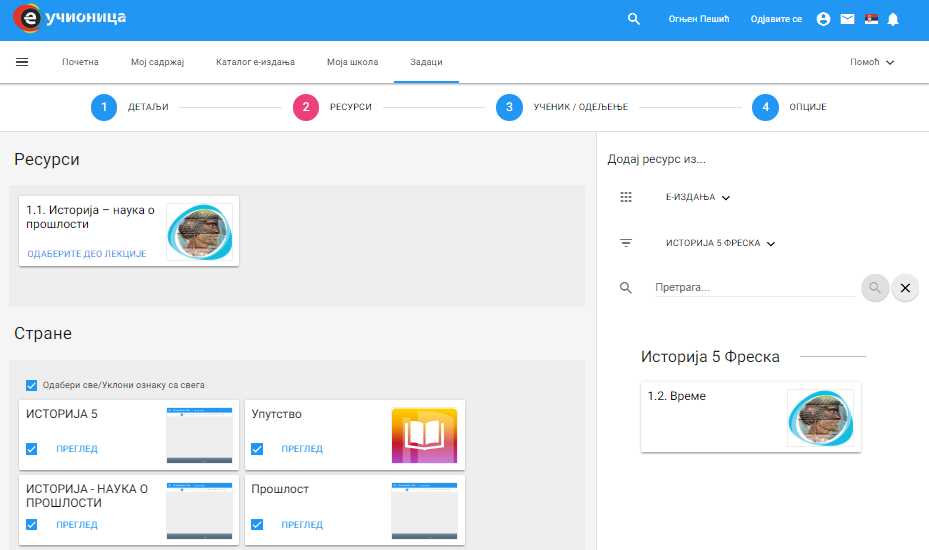 e учионица
Огњен Пешић
Одјавите се
Почетна
Мој садржај
Каталог е-издања
Моја школа
Задаци
Помоћ
1 ДЕТАЉИ
2 РЕСУРСИ
3 УЧЕНИК / ОДЕЉЕЊЕ
4 ОПЦИЈЕ
Ресурси
1.1. Историја – наука о
прошлости
ОДАБЕРИТЕ ДЕО ЛЕКЦИЈЕ
Стране
Одабери све/Уклони ознаку са свега
ИСТОРИЈА 5
ПРЕГЛЕД
Упутство
ПРЕГЛЕД
ИСТОРИЈА - НАУКА О
ПРОШЛОСТИ
ПРЕГЛЕД
Прошлост
ПРЕГЛЕД
Додај ресурс из...
Е-ИЗДАЊА
ИСТОРИЈА 5 ФРЕСКА
Претрага...
Историја 5 Фреска
1.2. Време